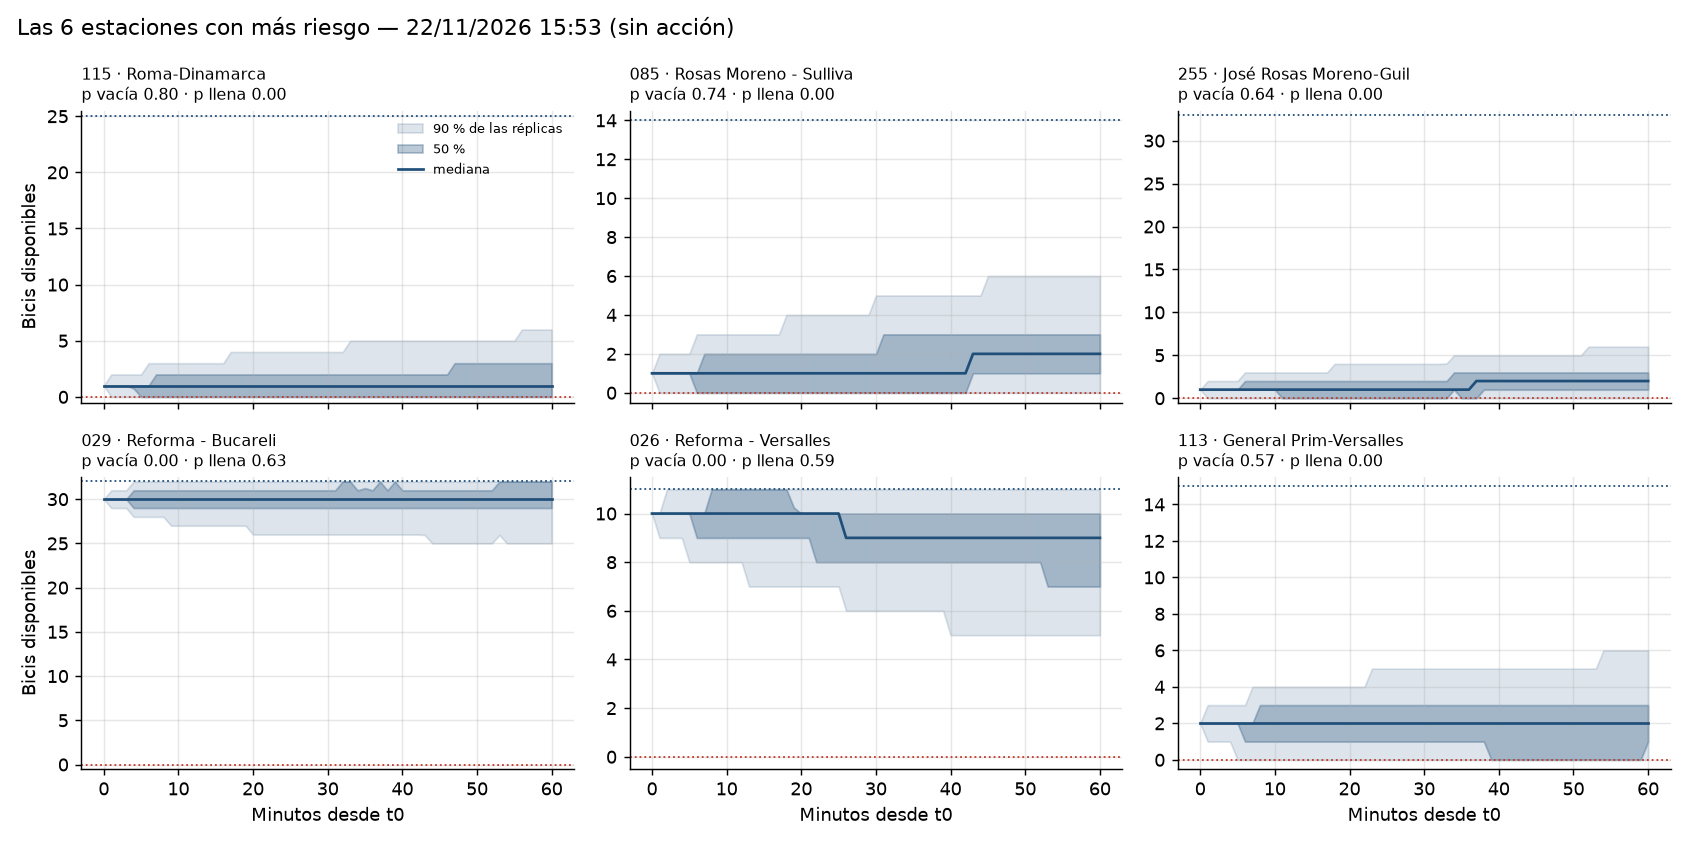 Las 6 estaciones con más riesgo — 22/11/2026 15:53 (sin acción)
115 · Roma-Dinamarca
p vacía 0.80 · p llena 0.00
25
20
15
10
5
0
Bicis disponibles
90 % de las réplicas
50 %
mediana
085 · Rosas Moreno - Sulliva
p vacía 0.74 · p llena 0.00
14
12
10
8
6
4
2
0
255 · José Rosas Moreno-Guil
p vacía 0.64 · p llena 0.00
30
25
20
15
10
5
0
029 · Reforma - Bucareli
p vacía 0.00 · p llena 0.63
30
25
20
15
10
5
0
Bicis disponibles
0 10 20 30 40 50 60
Minutos desde t0
026 · Reforma - Versalles
p vacía 0.00 · p llena 0.59
10
8
6
4
2
0
0 10 20 30 40 50 60
Minutos desde t0
113 · General Prim-Versalles
p vacía 0.57 · p llena 0.00
14
12
10
8
6
4
2
0
0 10 20 30 40 50 60
Minutos desde t0